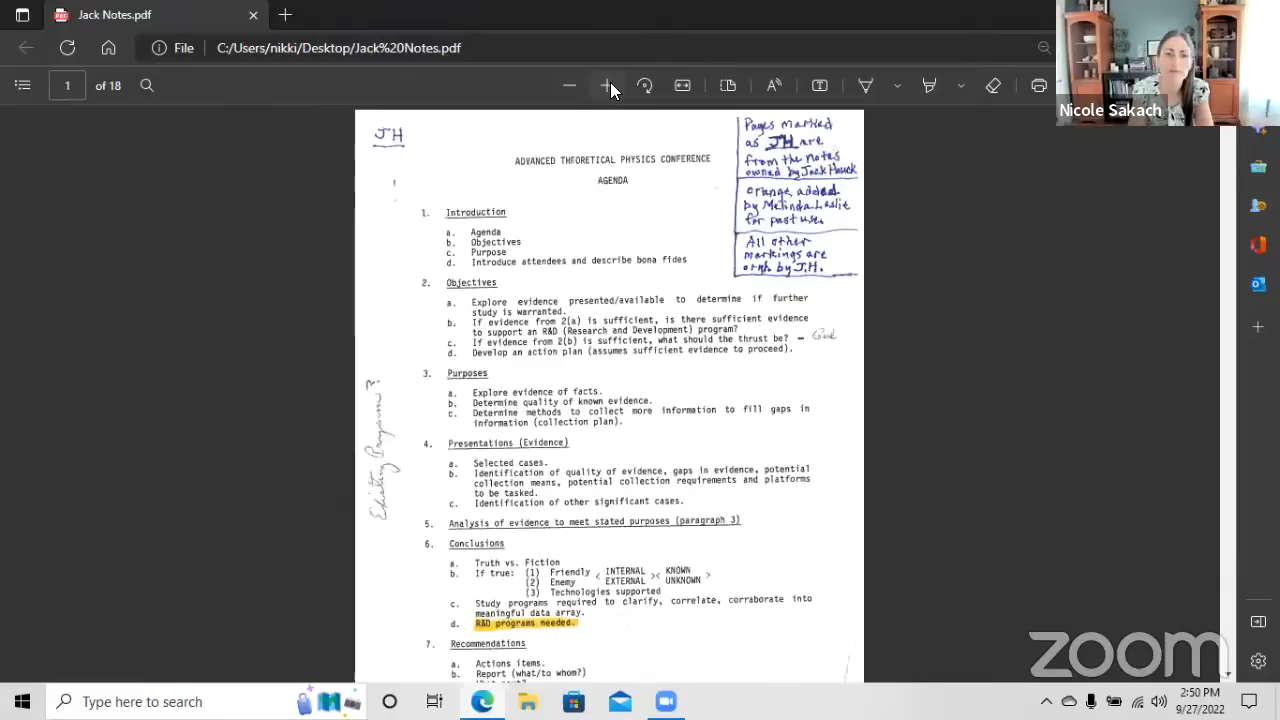 Jack Notes.pdf
PDF
File
C:/Users/nikki/Desktop/Jack%20Notes.pdf
1 of 18
Nicole Sakach
JH
Pages marked
as JH are
from the notes
owned by Jack Hauck
orange added
by Melinda Leslie
for past use.
All other
markings are
by J.H.
ADVANCED THEORETICAL PHYSICS CONFERENCE
AGENDA
1. Introduction
a. Agenda
b. Objectives
c. Purpose
d. Introduce attendees and describe bona fides
2. Objectives
a. Explore evidence presented/available to determine if further
study is warranted.
b. If evidence from 2(a) is sufficient, is there sufficient evidence
to support an R&D (Research and Development) program?
c. If evidence from 2(b) is sufficient, what should the thrust be? -
d. Develop an action plan (assumes sufficient evidence to proceed).
3. Purposes
a. Explore evidence of facts.
b. Determine quality of known evidence.
c. Determine methods to collect more information to fill gaps in
information (collection plan).
Existing Program?
4. Presentations (Evidence)
a. Selected cases.
b. Identification of quality of evidence, gaps in evidence, potential
collection means, potential collection requirements and platforms
to be tasked.
c. Identification of other significant cases.
5. Analysis of evidence to meet stated purposes (paragraph 3)
6. Conclusions
a. Truth vs. Fiction
b. If true: (1) Friendly < INTERNAL >< KNOWN >
(2) Enemy EXTERNAL UNKNOWN
(3) Technologies supported
c. Study programs required to clarify, correlate, corraborate into
meaningful data array.
d. R&D programs needed.
7. Recommendations
a. Actions items.
b. Report (what/to whom?)
zoom
Type here to search
2:50 PM
9/27/2022